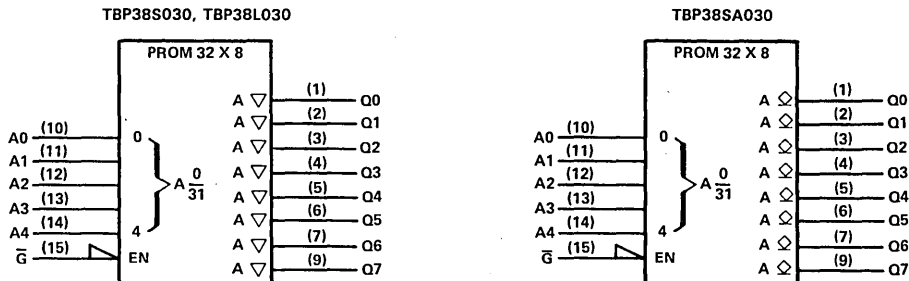 TBP38S030, TBP38L030
PROM 32 X 8
A ▽ (1) Q0
A ▽ (2) Q1
A0 (10) 0 A ▽ (3) Q2
A1 (11) A ▽ (4) Q3
A2 (12) A 0/31 A ▽ (5) Q4
A3 (13) A ▽ (6) Q5
A4 (14) 4 A ▽ (7) Q6
G̅ (15) EN A ▽ (9) Q7
TBP38SA030
PROM 32 X 8
A ◇ (1) Q0
A ◇ (2) Q1
A0 (10) 0 A ◇ (3) Q2
A1 (11) A ◇ (4) Q3
A2 (12) A 0/31 A ◇ (5) Q4
A3 (13) A ◇ (6) Q5
A4 (14) 4 A ◇ (7) Q6
G̅ (15) EN A ◇ (9) Q7